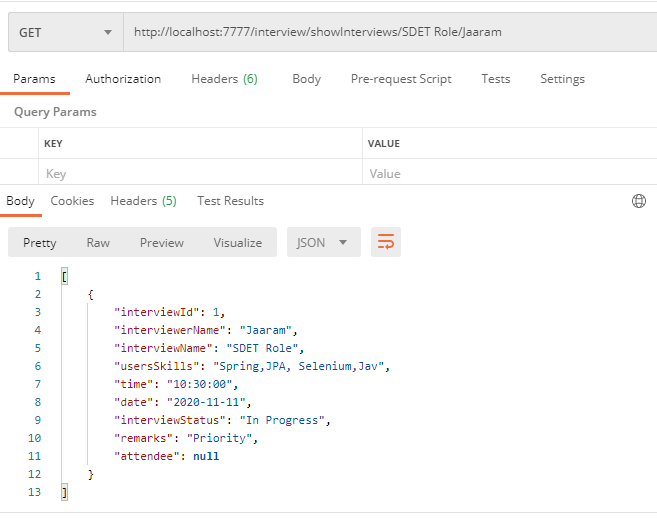 GET http://localhost:7777/interview/showInterviews/SDET Role/Jaaram
Params Authorization Headers (6) Body Pre-request Script Tests Settings
Query Params
KEY VALUE
Key Value
Body Cookies Headers (5) Test Results
Pretty Raw Preview Visualize JSON
1 [
2 {
3 "interviewId": 1,
4 "interviewerName": "Jaaram",
5 "interviewName": "SDET Role",
6 "usersSkills": "Spring,JPA, Selenium,Jav",
7 "time": "10:30:00",
8 "date": "2020-11-11",
9 "interviewStatus": "In Progress",
10 "remarks": "Priority",
11 "attendee": null
12 }
13 ]